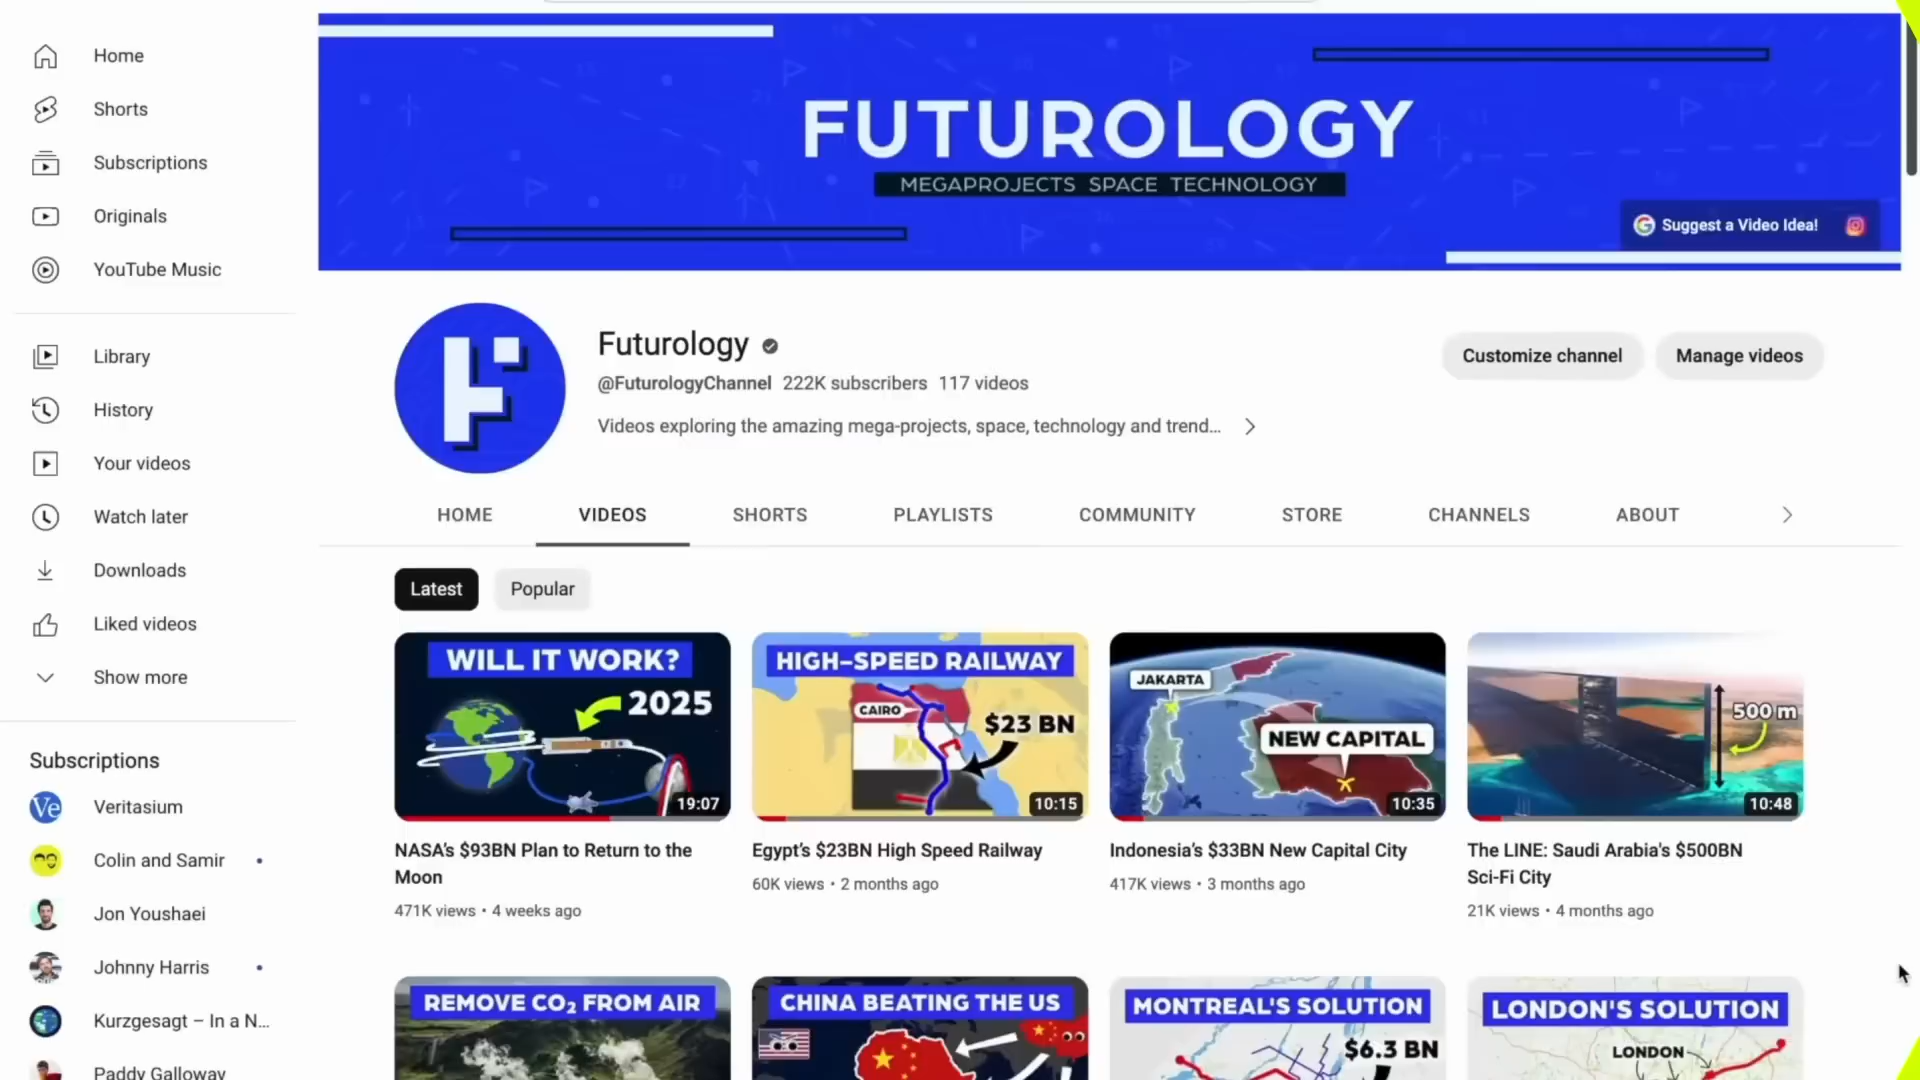 Home
Shorts
Subscriptions
Originals
YouTube Music
Library
History
Your videos
Watch later
Downloads
Liked videos
Show more
Subscriptions
Ve Veritasium
Colin and Samir •
Jon Youshaei
Johnny Harris •
Kurzgesagt – In a N...
Paddy Galloway
FUTUROLOGY
MEGAPROJECTS SPACE TECHNOLOGY
Suggest a Video Idea!
Futurology
@FuturologyChannel 222K subscribers 117 videos
Videos exploring the amazing mega-projects, space, technology and trend...
Customize channel
Manage videos
HOME VIDEOS SHORTS PLAYLISTS COMMUNITY STORE CHANNELS ABOUT
Latest Popular
WILL IT WORK?
2025
19:07
NASA's $93BN Plan to Return to the
Moon
471K views • 4 weeks ago
HIGH-SPEED RAILWAY
CAIRO
$23 BN
10:15
Egypt's $23BN High Speed Railway
60K views • 2 months ago
JAKARTA
NEW CAPITAL
10:35
Indonesia's $33BN New Capital City
417K views • 3 months ago
500 m
10:48
The LINE: Saudi Arabia's $500BN
Sci-Fi City
21K views • 4 months ago
REMOVE CO₂ FROM AIR
CHINA BEATING THE US
MONTREAL'S SOLUTION
$6.3 BN
LONDON'S SOLUTION
LONDON